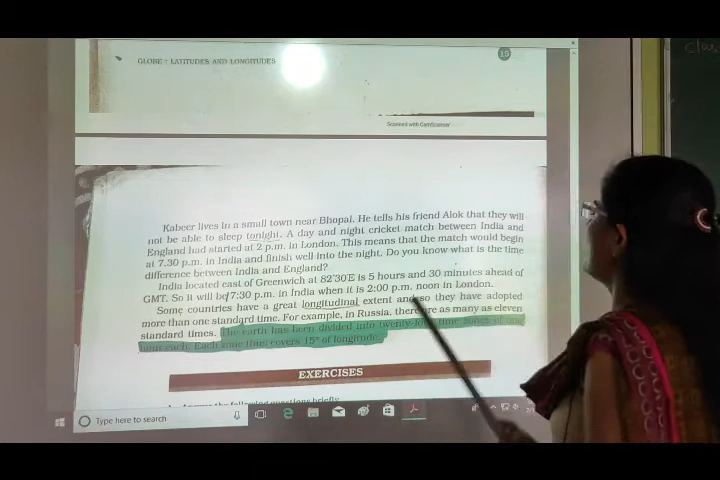 GLOBE : LATITUDES AND LONGITUDES
15
Scanned with CamScanner
Kabeer lives in a small town near Bhopal. He tells his friend Alok that they will
not be able to sleep tonight. A day and night cricket match between India and
England had started at 2 p.m. in London. This means that the match would begin
at 7.30 p.m. in India and finish well into the night. Do you know what is the time
difference between India and England?
India located east of Greenwich at 82°30'E is 5 hours and 30 minutes ahead of
GMT. So it will be 7:30 p.m. in India when it is 2:00 p.m. noon in London.
Some countries have a great longitudinal extent and so they have adopted
more than one standard time. For example, in Russia, there are as many as eleven
standard times. The earth has been divided into twenty-four time zones of one
hour each. Each zone thus covers 15° of longitude.
EXERCISES
the following questions briefly
Type here to search